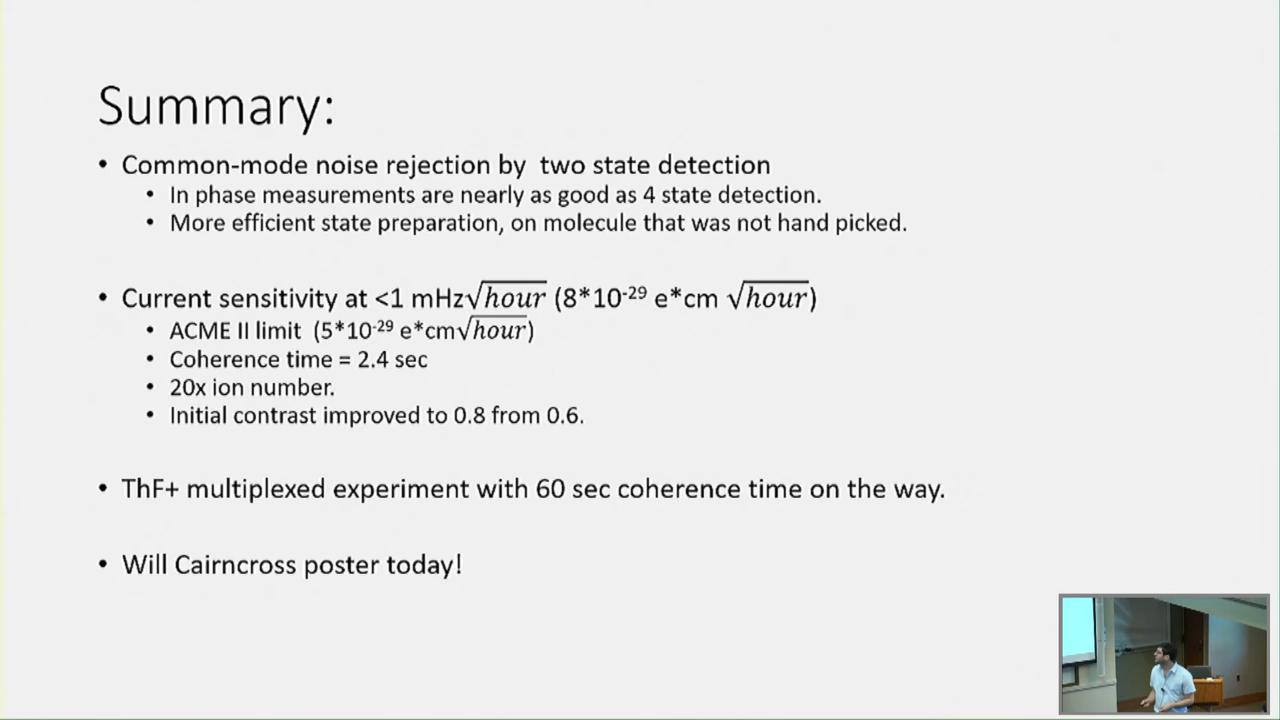 Summary:
• Common-mode noise rejection by  two state detection
• In phase measurements are nearly as good as 4 state detection.
• More efficient state preparation, on molecule that was not hand picked.
• Current sensitivity at <1 mHz√hour (8*10⁻²⁹ e*cm √hour)
• ACME II limit  (5*10⁻²⁹ e*cm√hour)
• Coherence time = 2.4 sec
• 20x ion number.
• Initial contrast improved to 0.8 from 0.6.
• ThF+ multiplexed experiment with 60 sec coherence time on the way.
• Will Cairncross poster today!